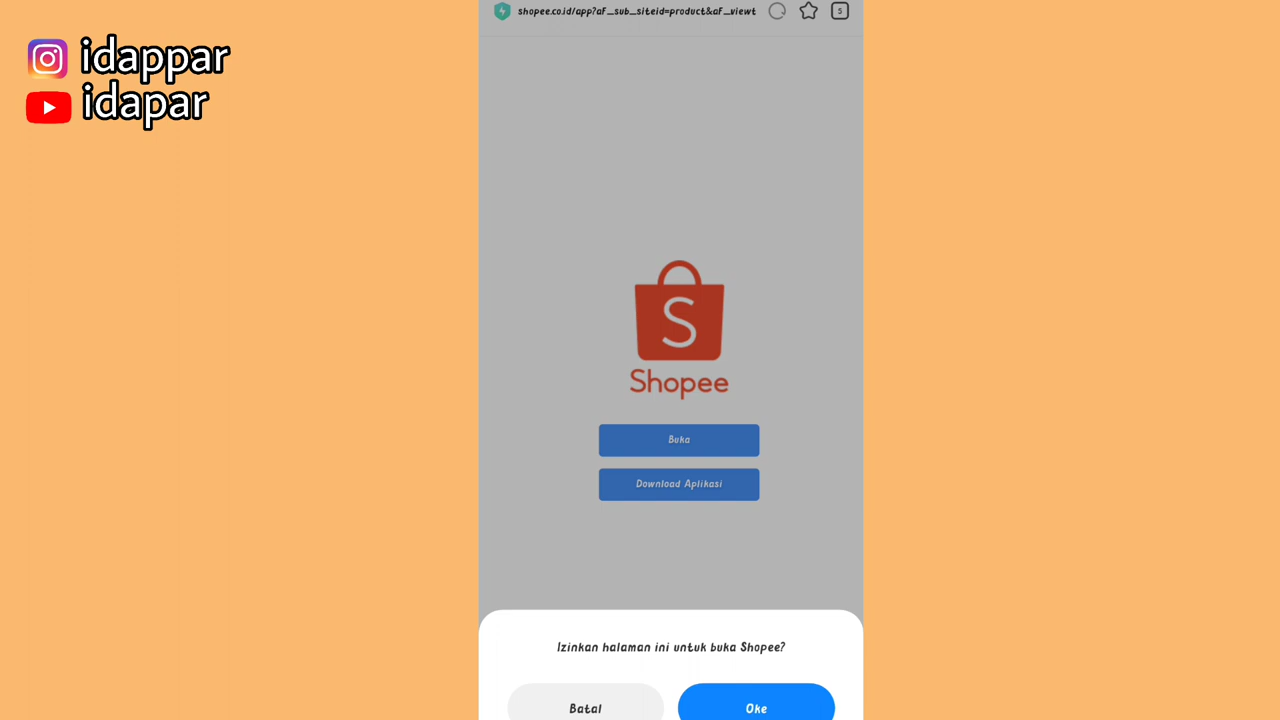 idappar
idapar
shopee.co.id/app?aF_sub_siteid=product&aF_viewt
5
S
Shopee
Buka
Download Aplikasi
Izinkan halaman ini untuk buka Shopee?
Batal
Oke